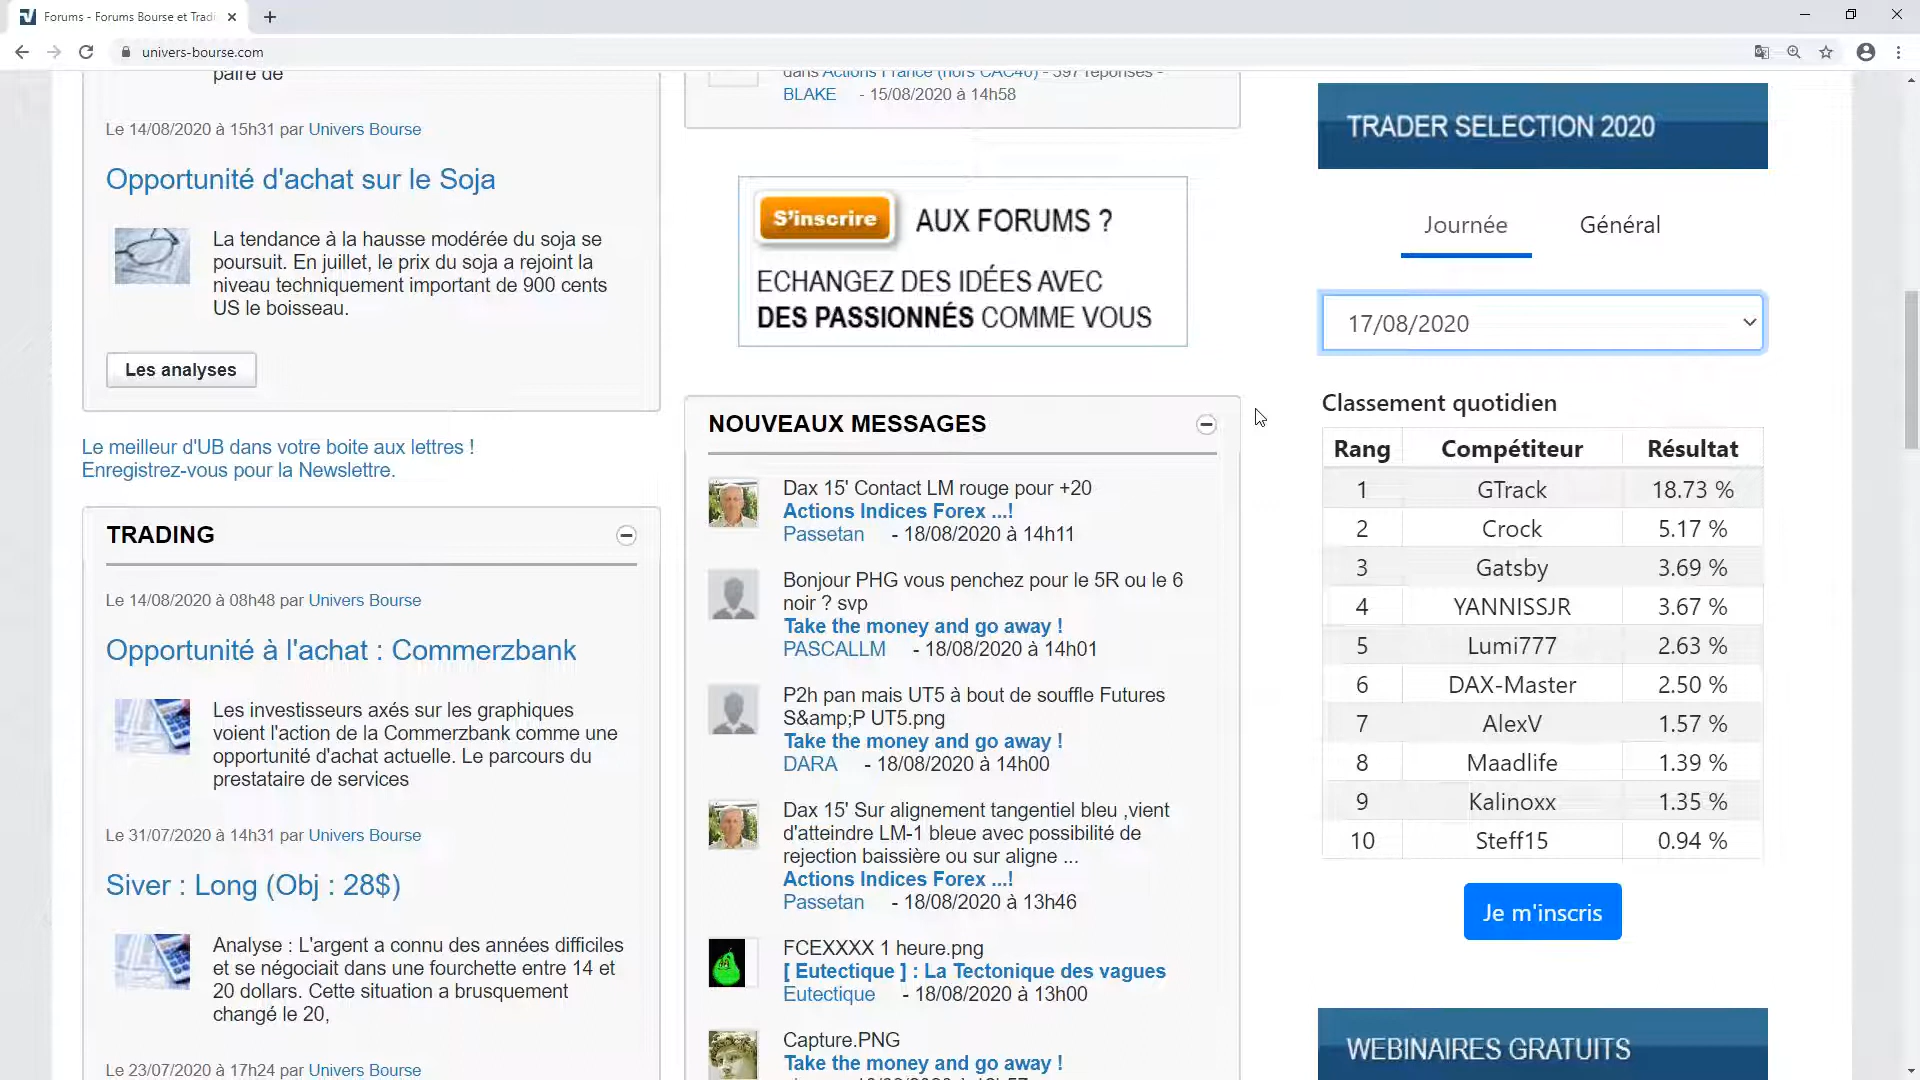 Forums - Forums Bourse et Tradi
univers-bourse.com
paire de
Le 14/08/2020 à 15h31 par Univers Bourse
Opportunité d'achat sur le Soja
La tendance à la hausse modérée du soja se
poursuit. En juillet, le prix du soja a rejoint la
niveau techniquement important de 900 cents
US le boisseau.
Les analyses
Le meilleur d'UB dans votre boite aux lettres !
Enregistrez-vous pour la Newslettre.
TRADING
Le 14/08/2020 à 08h48 par Univers Bourse
Opportunité à l'achat : Commerzbank
Les investisseurs axés sur les graphiques
voient l'action de la Commerzbank comme une
opportunité d'achat actuelle. Le parcours du
prestataire de services
Le 31/07/2020 à 14h31 par Univers Bourse
Siver : Long (Obj : 28$)
Analyse : L'argent a connu des années difficiles
et se négociait dans une fourchette entre 14 et
20 dollars. Cette situation a brusquement
changé le 20,
Le 23/07/2020 à 17h24 par Univers Bourse
dans Actions France (hors CAC40) - 397 réponses -
BLAKE - 15/08/2020 à 14h58
S'inscrire AUX FORUMS ?
ECHANGEZ DES IDÉES AVEC
DES PASSIONNÉS COMME VOUS
NOUVEAUX MESSAGES
Dax 15' Contact LM rouge pour +20
Actions Indices Forex ...!
Passetan - 18/08/2020 à 14h11
Bonjour PHG vous penchez pour le 5R ou le 6
noir ? svp
Take the money and go away !
PASCALLM - 18/08/2020 à 14h01
P2h pan mais UT5 à bout de souffle Futures
S&amp;P UT5.png
Take the money and go away !
DARA - 18/08/2020 à 14h00
Dax 15' Sur alignement tangentiel bleu ,vient
d'atteindre LM-1 bleue avec possibilité de
rejection baissière ou sur aligne ...
Actions Indices Forex ...!
Passetan - 18/08/2020 à 13h46
FCEXXXX 1 heure.png
[ Eutectique ] : La Tectonique des vagues
Eutectique - 18/08/2020 à 13h00
Capture.PNG
Take the money and go away !
TRADER SELECTION 2020
Journée Général
17/08/2020
Classement quotidien
Rang Compétiteur Résultat
1 GTrack 18.73 %
2 Crock 5.17 %
3 Gatsby 3.69 %
4 YANNISSJR 3.67 %
5 Lumi777 2.63 %
6 DAX-Master 2.50 %
7 AlexV 1.57 %
8 Maadlife 1.39 %
9 Kalinoxx 1.35 %
10 Steff15 0.94 %
Je m'inscris
WEBINAIRES GRATUITS